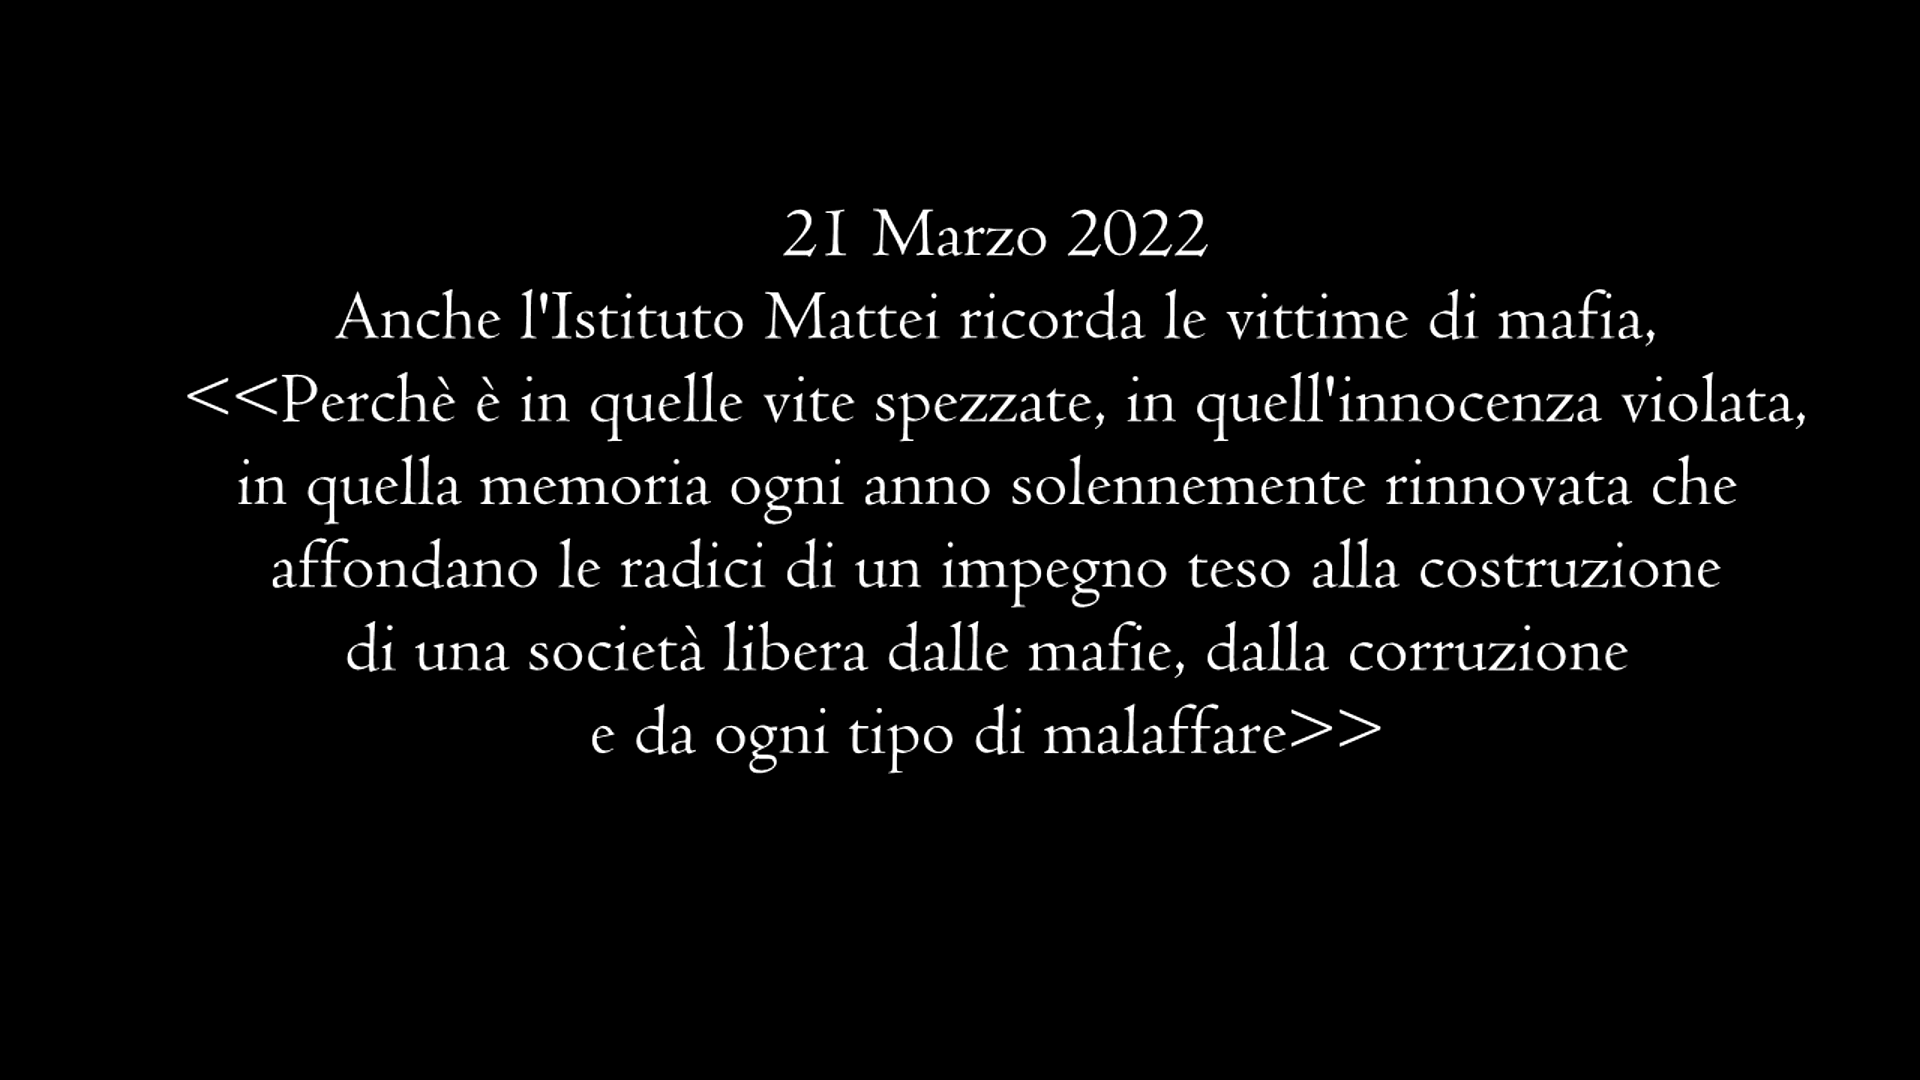 21 Marzo 2022
Anche l'Istituto Mattei ricorda le vittime di mafia,
<<Perchè è in quelle vite spezzate, in quell'innocenza violata,
in quella memoria ogni anno solennemente rinnovata che
affondano le radici di un impegno teso alla costruzione
di una società libera dalle mafie, dalla corruzione
e da ogni tipo di malaffare>>